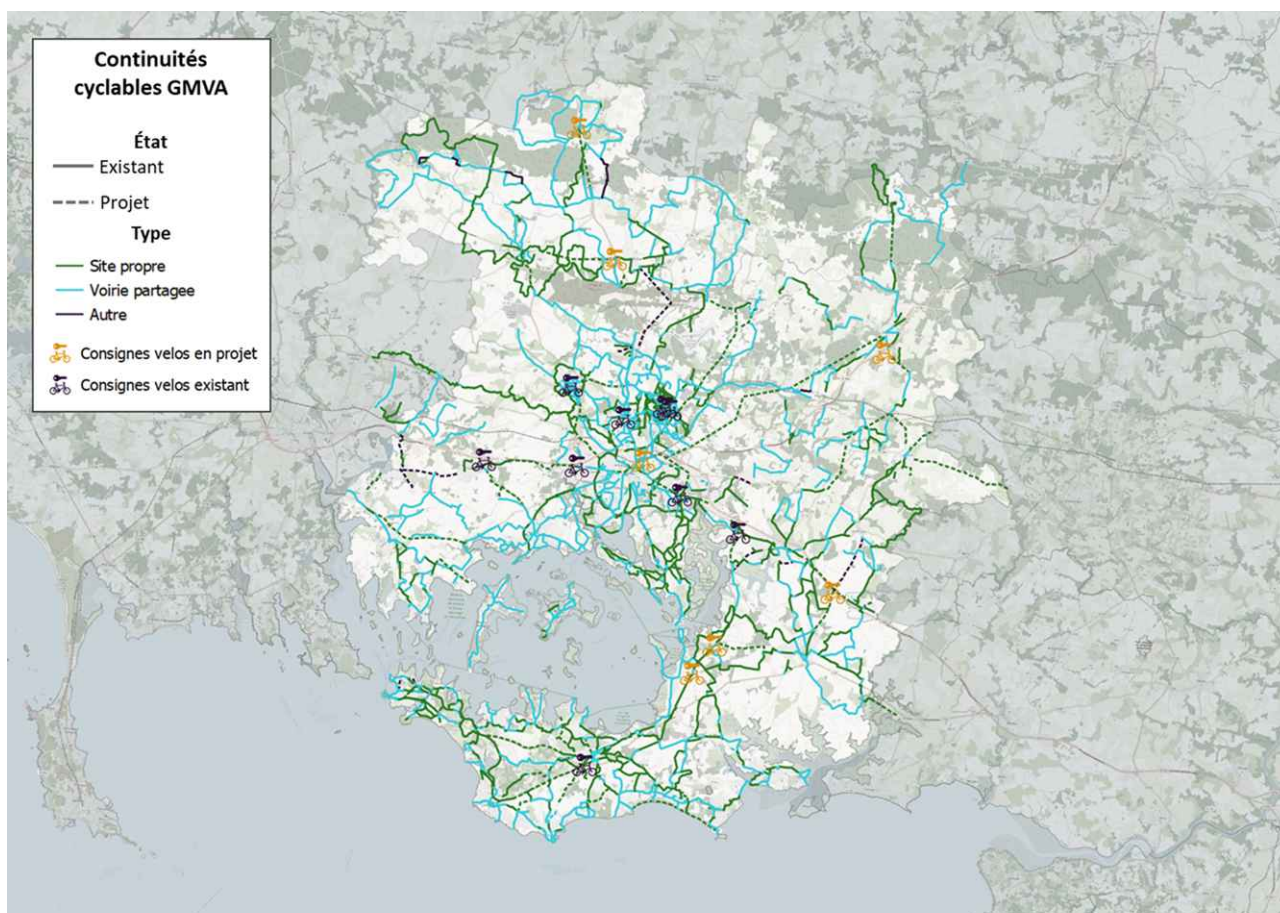 Continuités
cyclables GMVA
État
Existant
Projet
Type
Site propre
Voirie partagee
Autre
Consignes velos en projet
Consignes velos existant